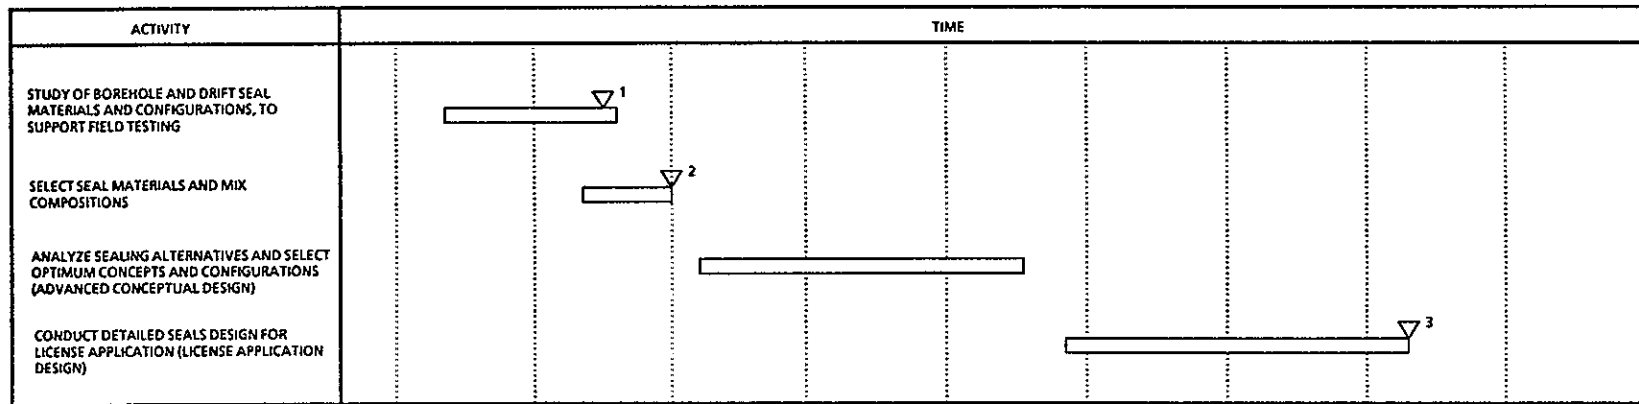 ACTIVITY
TIME
STUDY OF BOREHOLE AND DRIFT SEAL
MATERIALS AND CONFIGURATIONS, TO
SUPPORT FIELD TESTING
1
SELECT SEAL MATERIALS AND MIX
COMPOSITIONS
2
ANALYZE SEALING ALTERNATIVES AND SELECT
OPTIMUM CONCEPTS AND CONFIGURATIONS
(ADVANCED CONCEPTUAL DESIGN)
CONDUCT DETAILED SEALS DESIGN FOR
LICENSE APPLICATION (LICENSE APPLICATION
DESIGN)
3